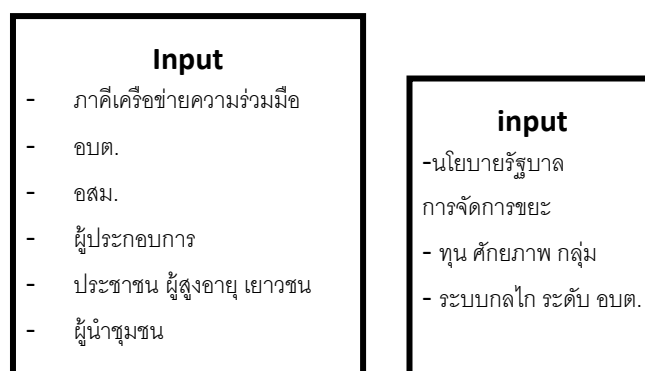 Input
- ภาคีเครือข่ายความร่วมมือ
- อบต.
- อสม.
- ผู้ประกอบการ
- ประชาชน ผู้สูงอายุ เยาวชน
- ผู้นำชุมชน
input
-นโยบายรัฐบาล
การจัดการขยะ
- ทุน ศักยภาพ กลุ่ม
- ระบบกลไก ระดับ อบต.